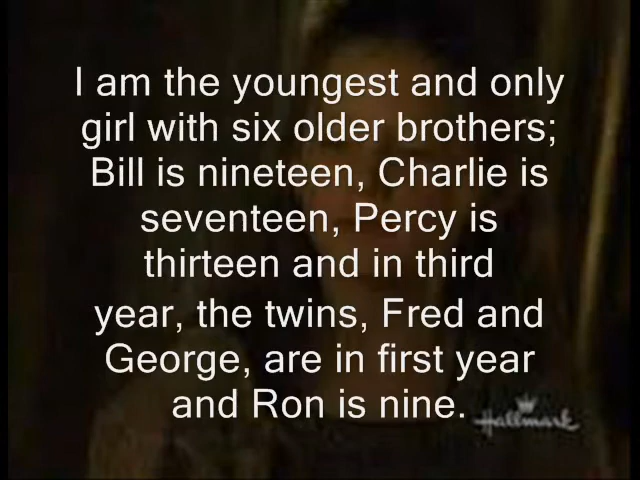 I am the youngest and only
girl with six older brothers;
Bill is nineteen, Charlie is
seventeen, Percy is
thirteen and in third
year, the twins, Fred and
George, are in first year
and Ron is nine.
Hallmark